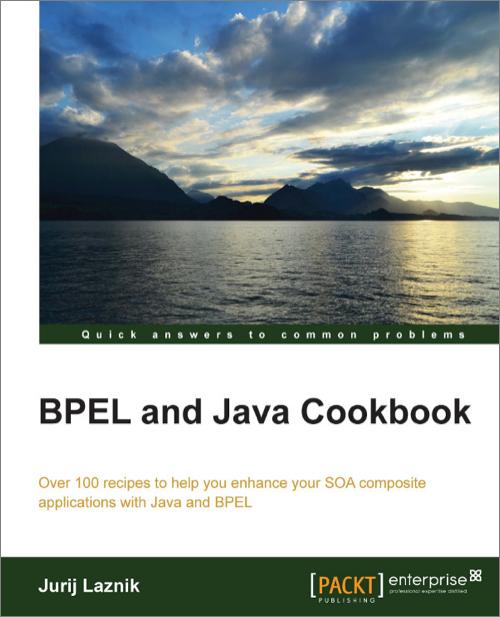 Quick answers to common problems
BPEL and Java Cookbook
Over 100 recipes to help you enhance your SOA composite
applications with Java and BPEL
Jurij Laznik
[PACKT] enterprise
PUBLISHING professional expertise distilled